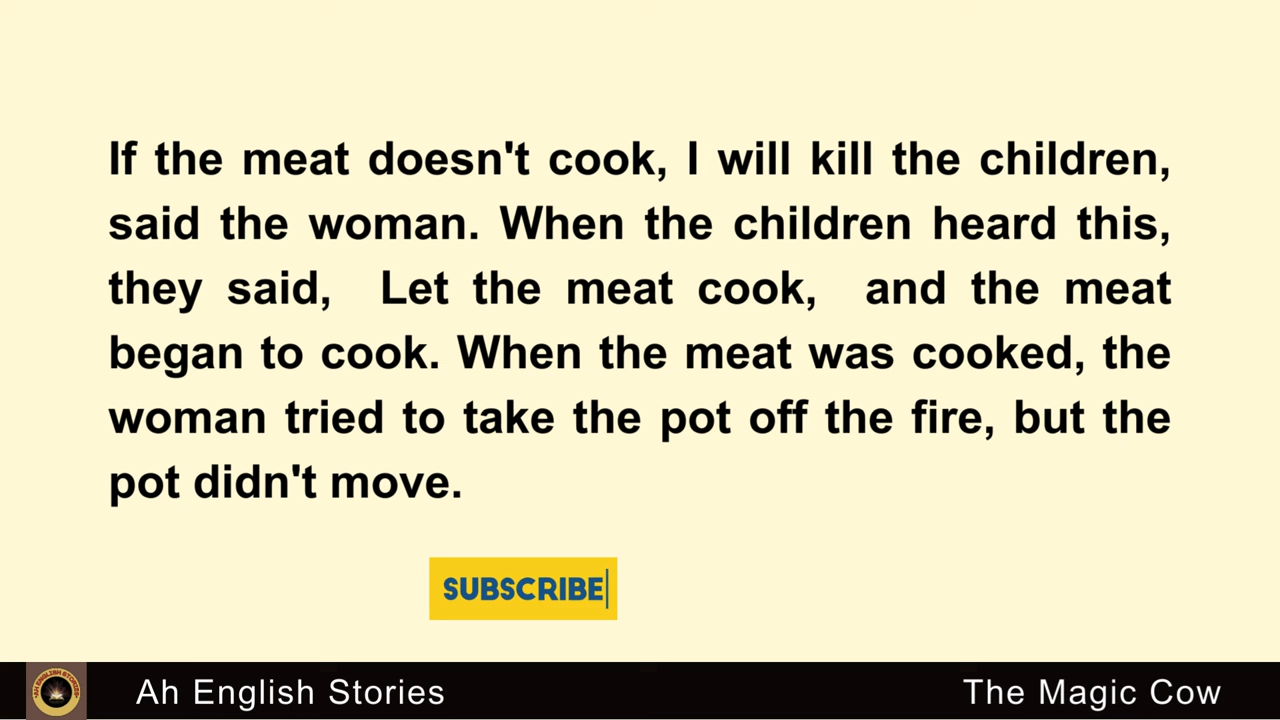 If the meat doesn't cook, I will kill the children,
said the woman. When the children heard this,
they said, Let the meat cook, and the meat
began to cook. When the meat was cooked, the
woman tried to take the pot off the fire, but the
pot didn't move.
SUBSCRIBE
Ah English Stories
The Magic Cow